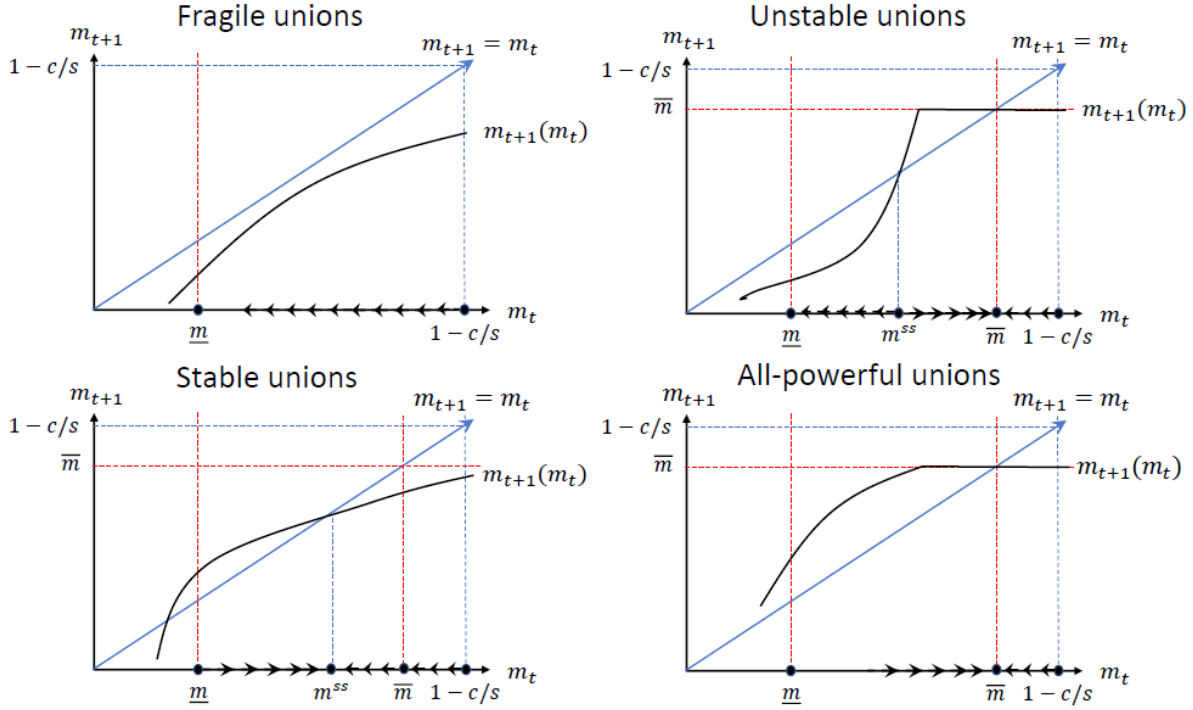 Fragile unions
m_{t+1}
m_{t+1} = m_t
1 − c/s
m_{t+1}(m_t)
m̲
1 − c/s
m_t
Unstable unions
m_{t+1}
m_{t+1} = m_t
1 − c/s
m̅
m_{t+1}(m_t)
m̲
m^{ss}
m̅
1 − c/s
m_t
Stable unions
m_{t+1}
m_{t+1} = m_t
1 − c/s
m̅
m_{t+1}(m_t)
m̲
m^{ss}
m̅
1 − c/s
m_t
All-powerful unions
m_{t+1}
m_{t+1} = m_t
1 − c/s
m̅
m_{t+1}(m_t)
m̲
m̅
1 − c/s
m_t